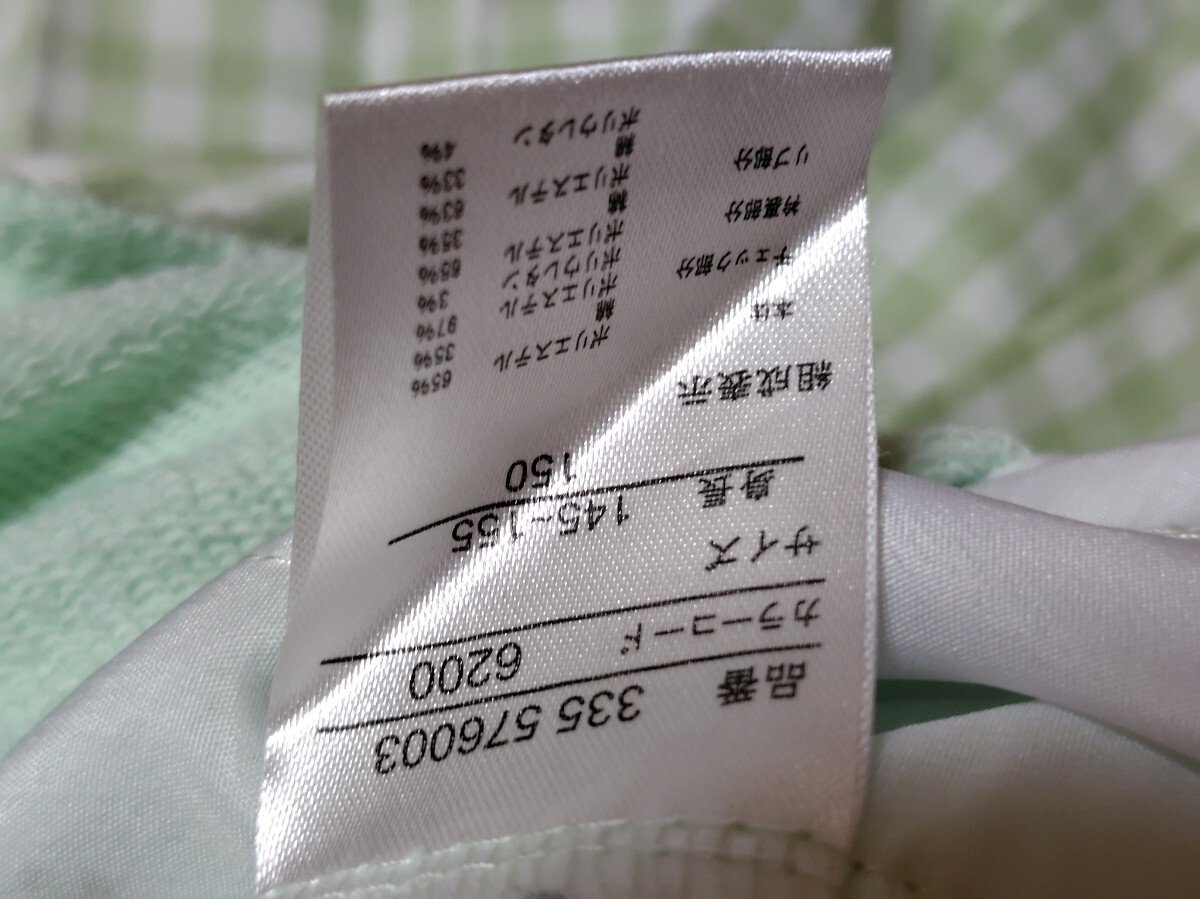 品番 335 576003
カラーコード 6200
サイズ 150
身長 145~155
組成表示
本体 ポリエステル 65%
綿 35%
チェック部分 ポリエステル 97%
ポリウレタン 3%
衿裏部分 ポリエステル 65%
綿 35%
リブ部分 ポリエステル 63%
綿 33%
ポリウレタン 4%